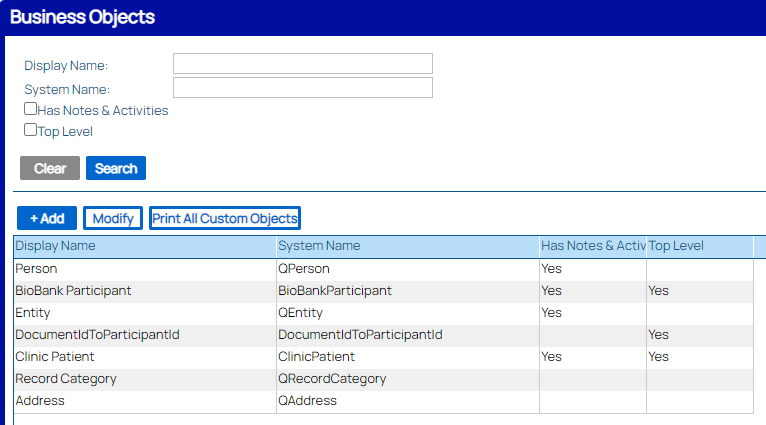 Business Objects
Display Name:
System Name:
Has Notes & Activities
Top Level
Clear Search
+ Add Modify Print All Custom Objects
Display Name System Name Has Notes & Activ Top Level
Person QPerson Yes
BioBank Participant BioBankParticipant Yes Yes
Entity QEntity Yes
DocumentIdToParticipantId DocumentIdToParticipantId Yes
Clinic Patient ClinicPatient Yes Yes
Record Category QRecordCategory
Address QAddress